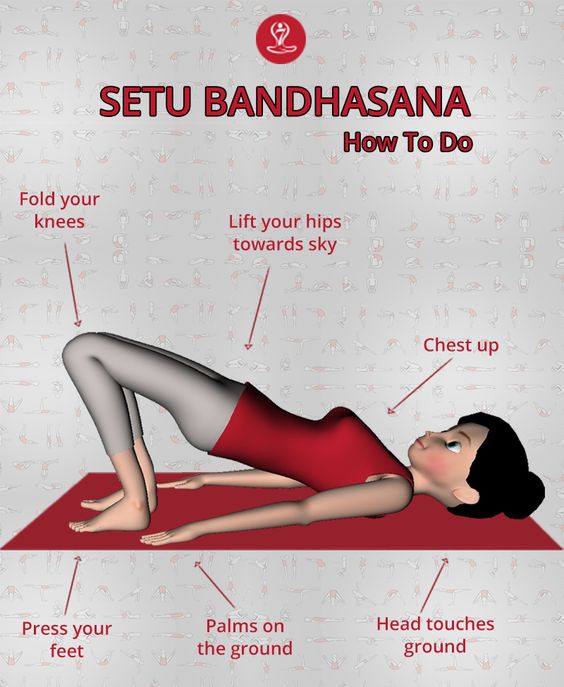 SETU BANDHASANA
How To Do
Fold your
knees
Lift your hips
towards sky
Chest up
Press your
feet
Palms on
the ground
Head touches
ground